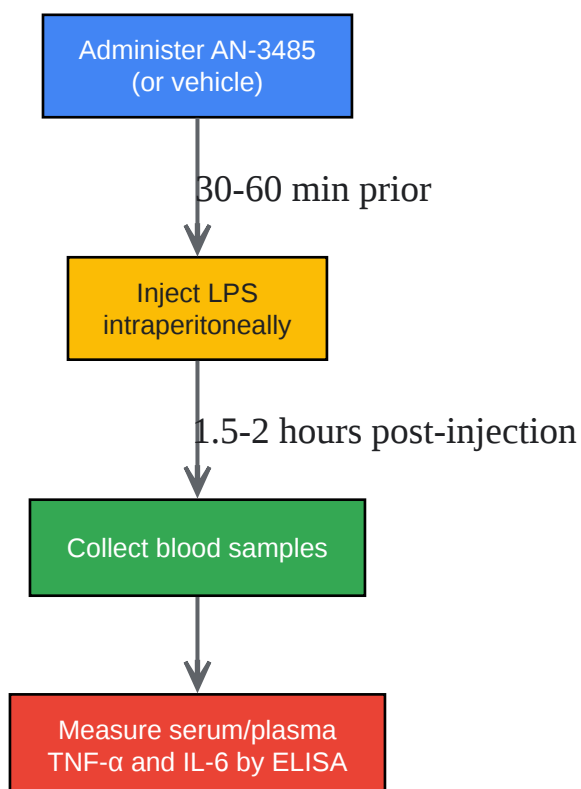 Administer AN-3485
(or vehicle)
30-60 min prior
Inject LPS
intraperitoneally
1.5-2 hours post-injection
Collect blood samples
Measure serum/plasma
TNF-α and IL-6 by ELISA